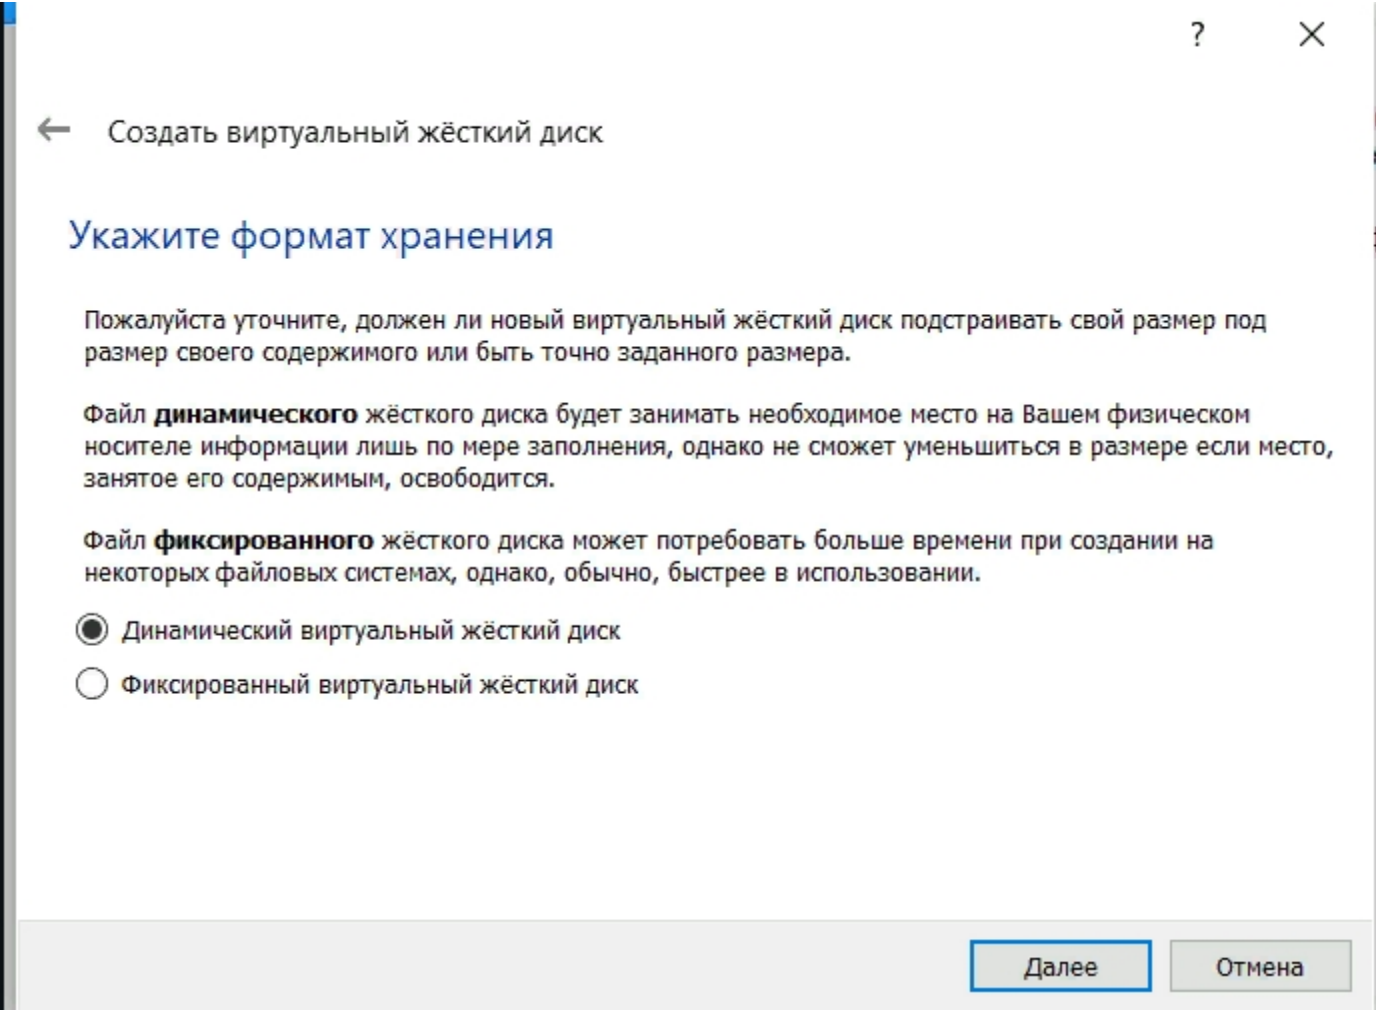 ?
Создать виртуальный жёсткий диск
Укажите формат хранения
Пожалуйста уточните, должен ли новый виртуальный жёсткий диск подстраивать свой размер под
размер своего содержимого или быть точно заданного размера.
Файл динамического жёсткого диска будет занимать необходимое место на Вашем физическом
носителе информации лишь по мере заполнения, однако не сможет уменьшиться в размере если место,
занятое его содержимым, освободится.
Файл фиксированного жёсткого диска может потребовать больше времени при создании на
некоторых файловых системах, однако, обычно, быстрее в использовании.
Динамический виртуальный жёсткий диск
Фиксированный виртуальный жёсткий диск
Далее
Отмена